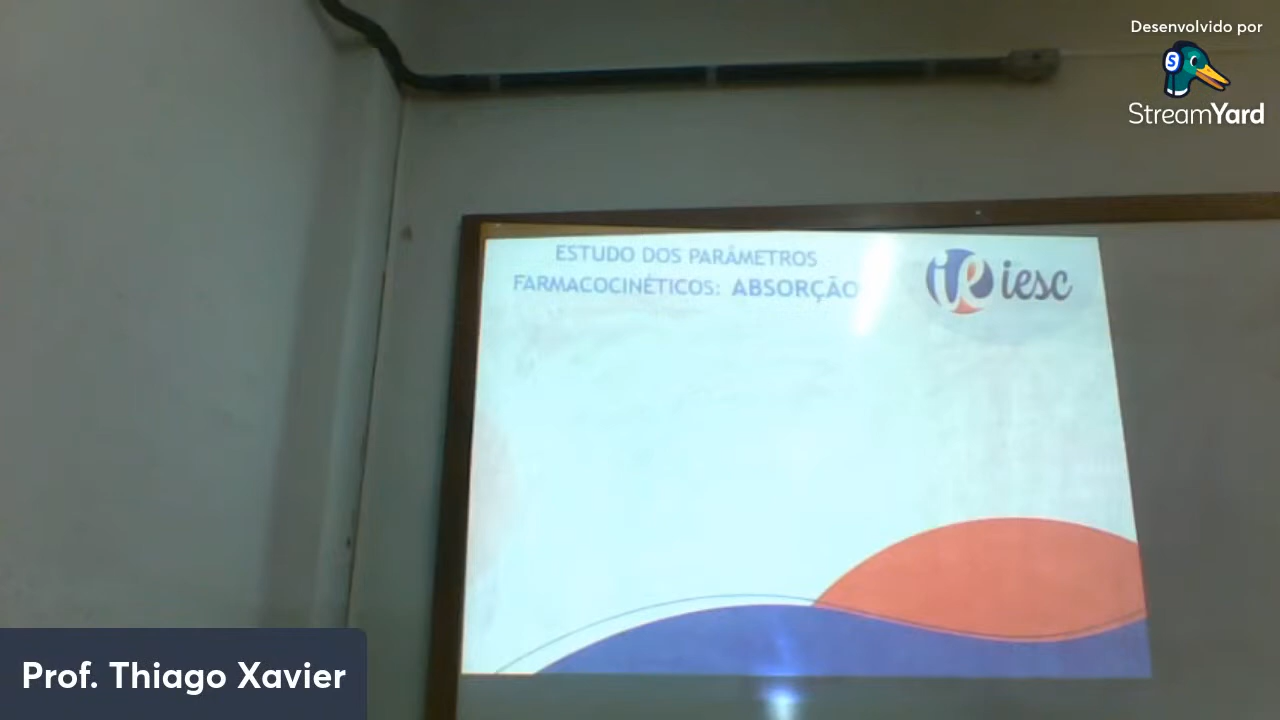 Desenvolvido por
StreamYard
ESTUDO DOS PARÂMETROS
FARMACOCINÉTICOS: ABSORÇÃO
iesc
Prof. Thiago Xavier